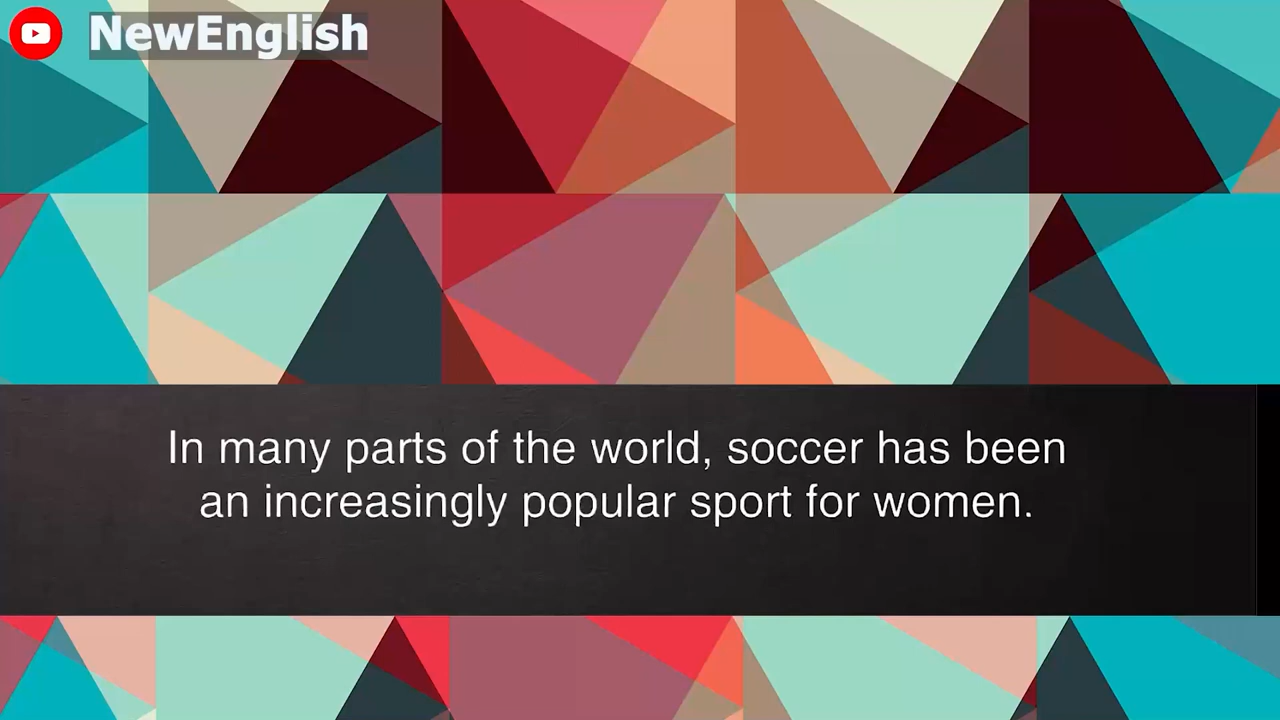 NewEnglish
In many parts of the world, soccer has been
an increasingly popular sport for women.